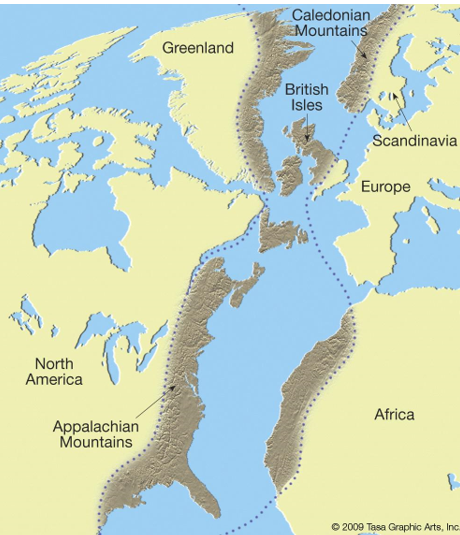 Caledonian
Mountains
Greenland
British
Isles
Scandinavia
Europe
North
America
Appalachian
Mountains
Africa
© 2009 Tasa Graphic Arts, Inc.